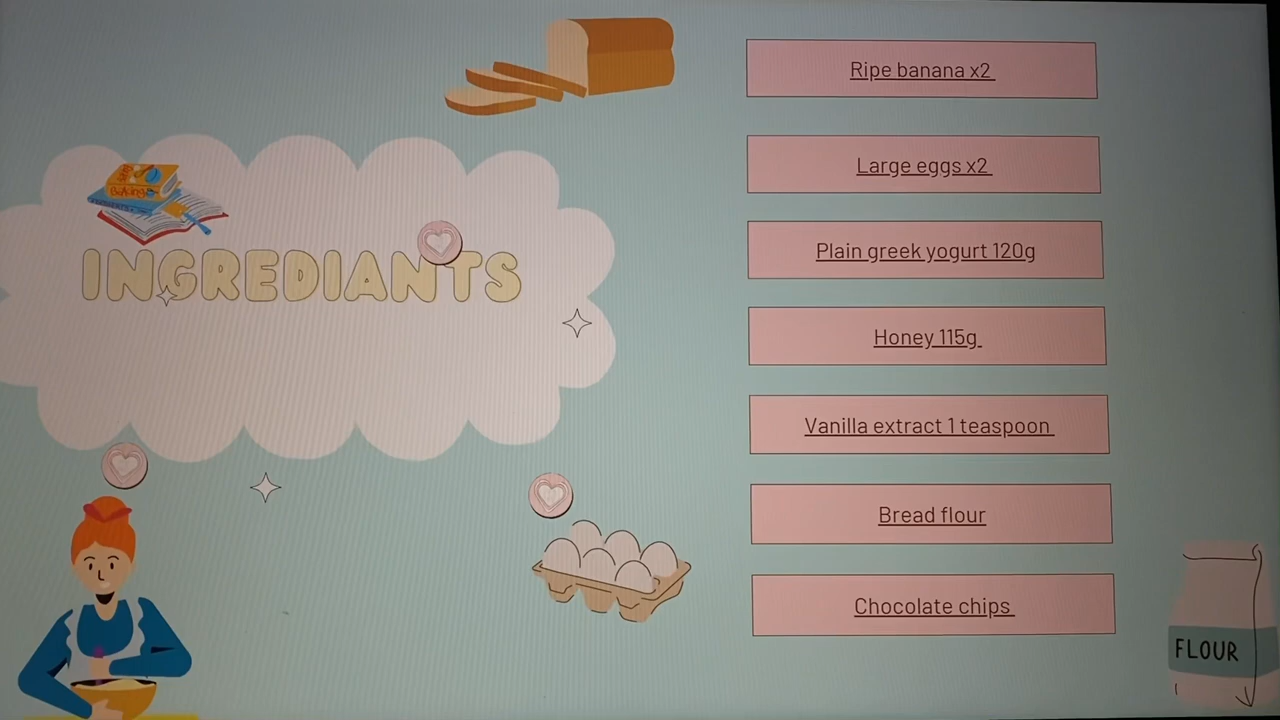 INGREDIANTS
Ripe banana x2
Large eggs x2
Plain greek yogurt 120g
Honey 115g
Vanilla extract 1 teaspoon
Bread flour
Chocolate chips
FLOUR